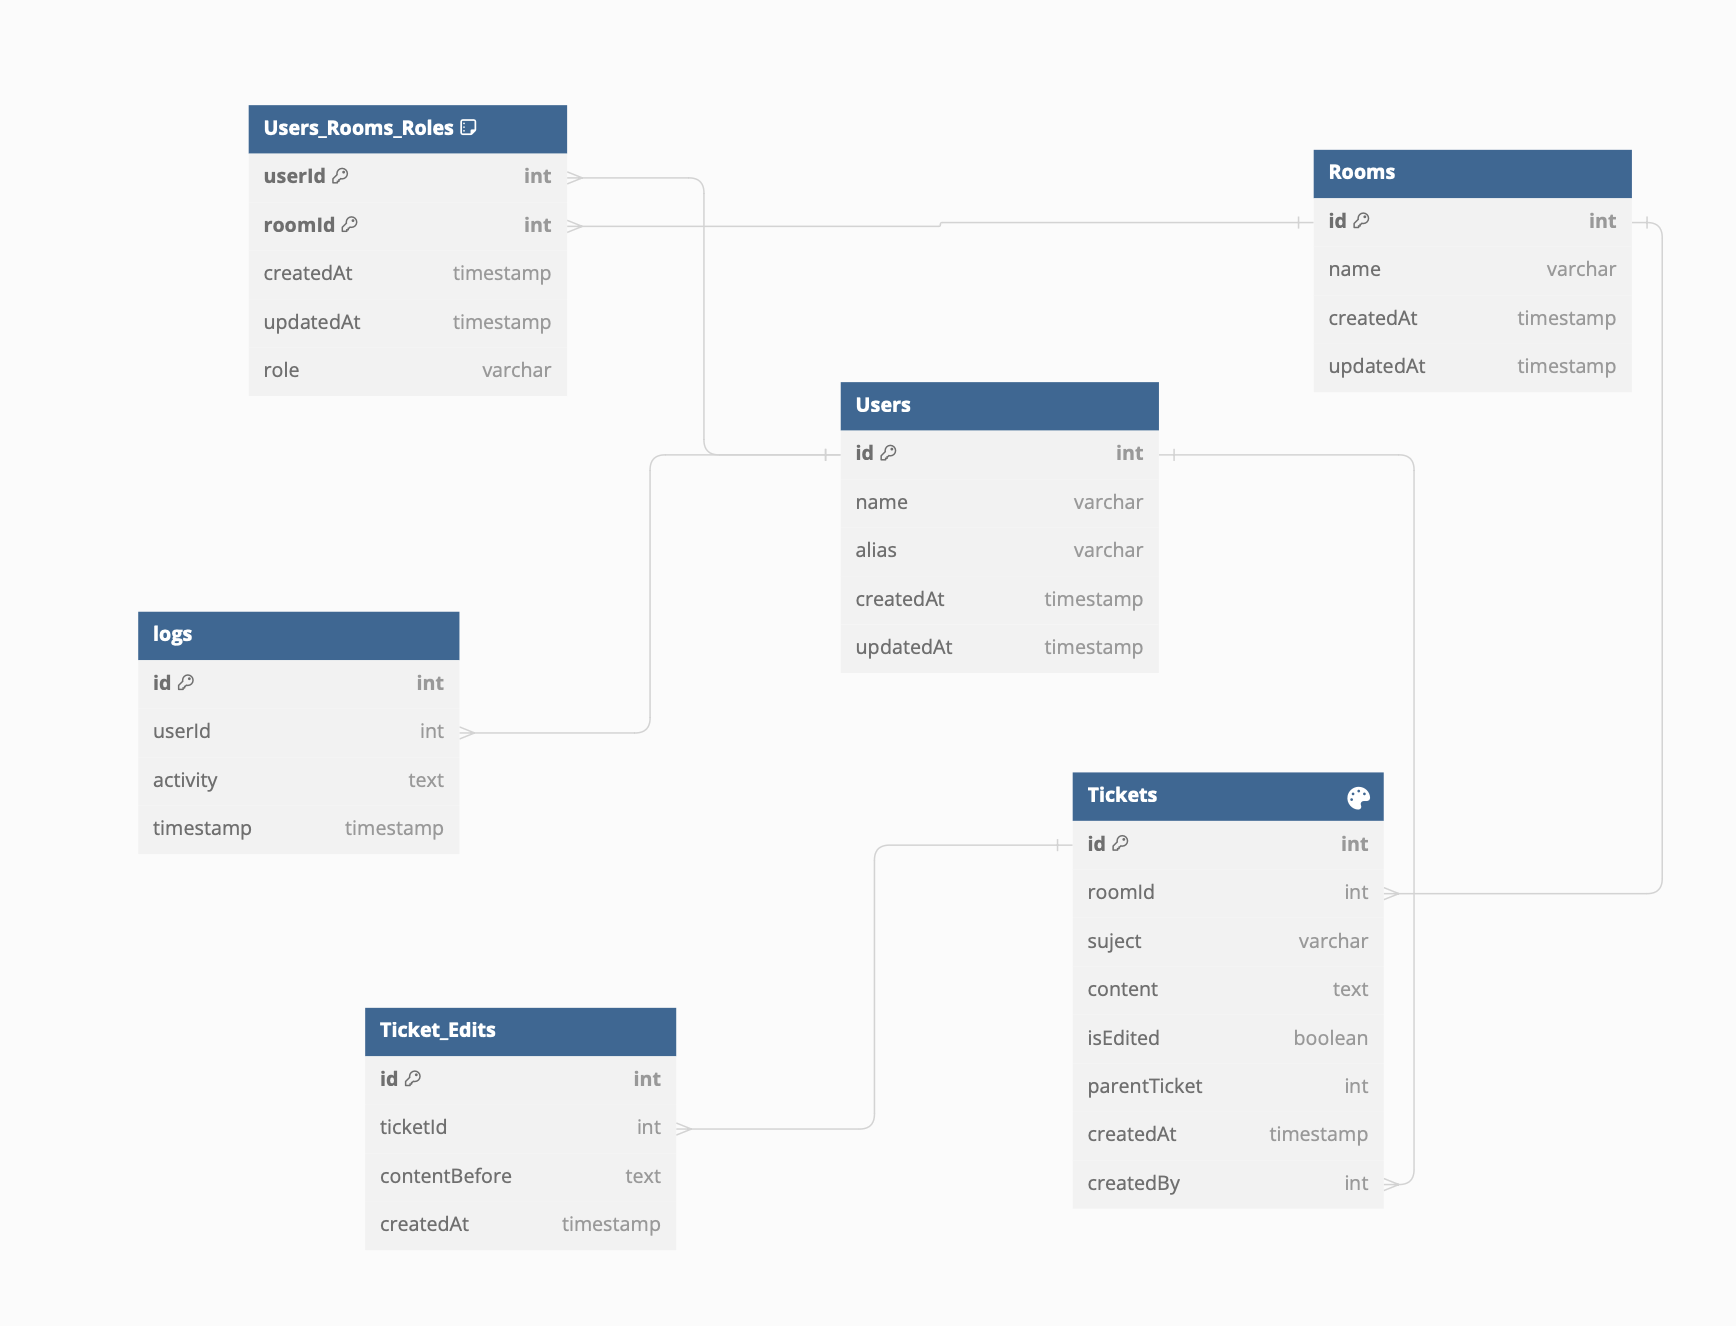 Users_Rooms_Roles
userId int
roomId int
createdAt timestamp
updatedAt timestamp
role varchar
Rooms
id int
name varchar
createdAt timestamp
updatedAt timestamp
Users
id int
name varchar
alias varchar
createdAt timestamp
updatedAt timestamp
logs
id int
userId int
activity text
timestamp timestamp
Tickets
id int
roomId int
suject varchar
content text
isEdited boolean
parentTicket int
createdAt timestamp
createdBy int
Ticket_Edits
id int
ticketId int
contentBefore text
createdAt timestamp